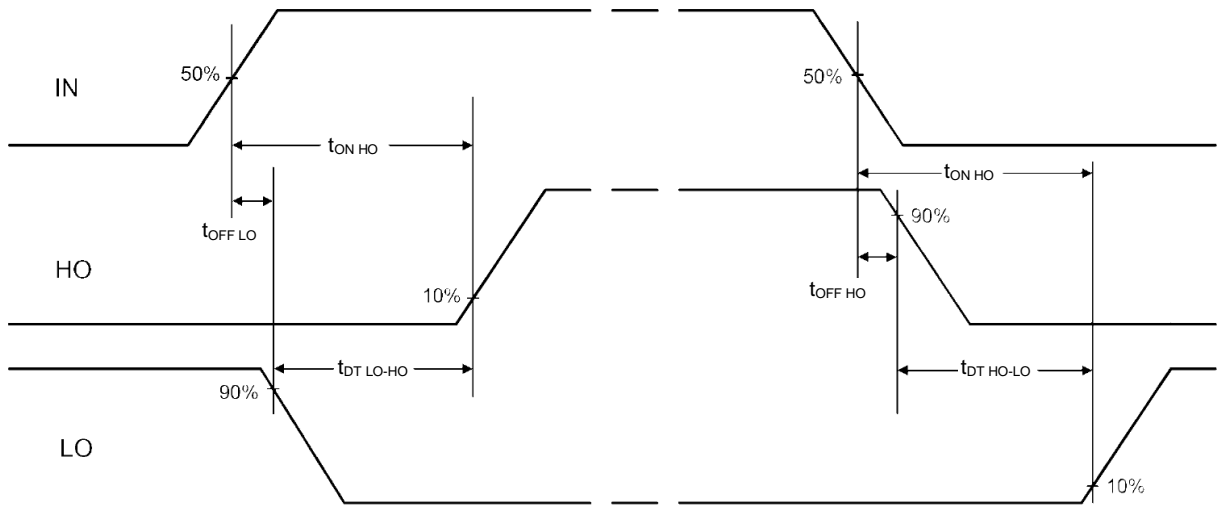 IN
50%
50%
tON HO
tON HO
tOFF LO
90%
HO
tOFF HO
10%
tDT LO-HO
tDT HO-LO
90%
LO
10%